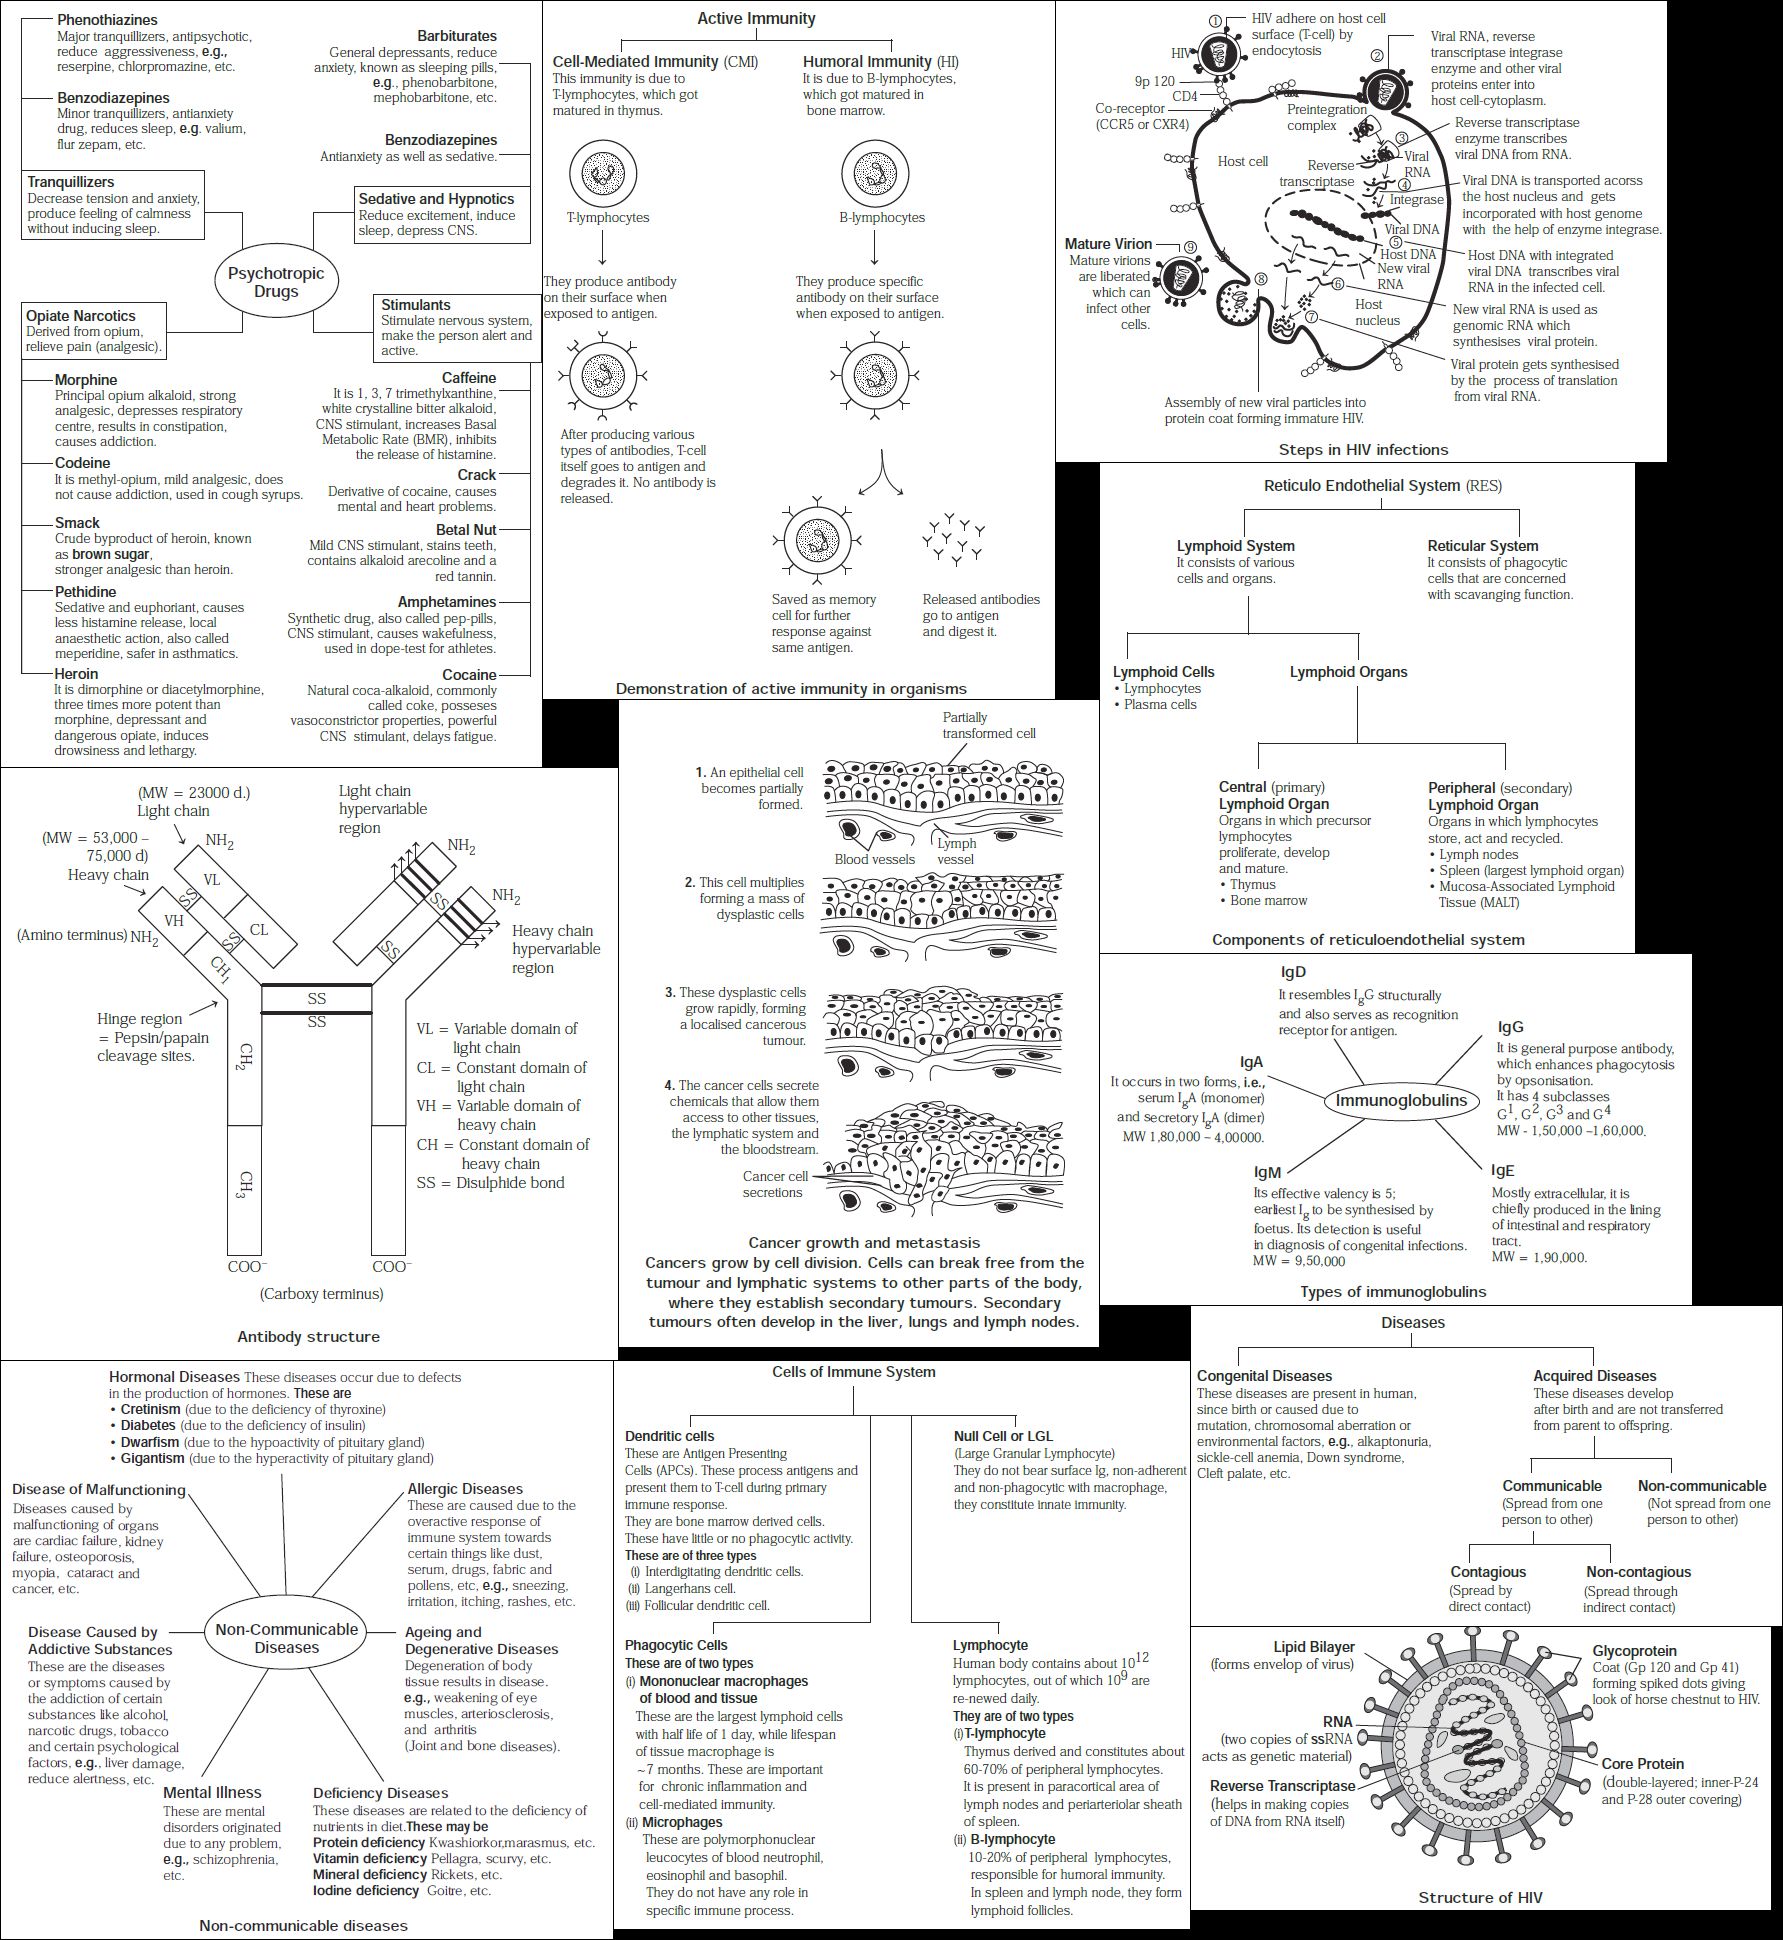 Phenothiazines
Major tranquillizers, antipsychotic,
reduce aggressiveness, e.g.,
reserpine, chlorpromazine, etc.
Benzodiazepines
Minor tranquillizers, antianxiety
drug, reduces sleep, e.g. valium,
flur zepam, etc.
Tranquillizers
Decrease tension and anxiety,
produce feeling of calmness
without inducing sleep.
Barbiturates
General depressants, reduce
anxiety, known as sleeping pills,
e.g., phenobarbitone,
mephobarbitone, etc.
Benzodiazepines
Antianxiety as well as sedative.
Sedative and Hypnotics
Reduce excitement, induce
sleep, depress CNS.
Psychotropic
Drugs
Opiate Narcotics
Derived from opium,
relieve pain (analgesic).
Morphine
Principal opium alkaloid, strong
analgesic, depresses respiratory
centre, results in constipation,
causes addiction.
Codeine
It is methyl-opium, mild analgesic, does
not cause addiction, used in cough syrups.
Smack
Crude byproduct of heroin, known
as brown sugar,
stronger analgesic than heroin.
Pethidine
Sedative and euphoriant, causes
less histamine release, local
anaesthetic action, also called
meperidine, safer in asthmatics.
Heroin
It is dimorphine or diacetylmorphine,
three times more potent than
morphine, depressant and
dangerous opiate, induces
drowsiness and lethargy.
Stimulants
Stimulate nervous system,
make the person alert and
active.
Caffeine
It is 1, 3, 7 trimethylxanthine,
white crystalline bitter alkaloid,
CNS stimulant, increases Basal
Metabolic Rate (BMR), inhibits
the release of histamine.
Crack
Derivative of cocaine, causes
mental and heart problems.
Betal Nut
Mild CNS stimulant, stains teeth,
contains alkaloid arecoline and a
red tannin.
Amphetamines
Synthetic drug, also called pep-pills,
CNS stimulant, causes wakefulness,
used in dope-test for athletes.
Cocaine
Natural coca-alkaloid, commonly
called coke, posseses
vasoconstrictor properties, powerful
CNS stimulant, delays fatigue.
Active Immunity
Cell-Mediated Immunity (CMI)
This immunity is due to
T-lymphocytes, which got
matured in thymus.
T-lymphocytes
They produce antibody
on their surface when
exposed to antigen.
After producing various
types of antibodies, T-cell
itself goes to antigen and
degrades it. No antibody is
released.
Humoral Immunity (HI)
It is due to B-lymphocytes,
which got matured in
bone marrow.
B-lymphocytes
They produce specific
antibody on their surface
when exposed to antigen.
Saved as memory
cell for further
response against
same antigen.
Released antibodies
go to antigen
and digest it.
Demonstration of active immunity in organisms
1
HIV adhere on host cell
surface (T-cell) by
endocytosis
HIV
9p 120
CD4
Co-receptor
(CCR5 or CXR4)
2
Viral RNA, reverse
transcriptase integrase
enzyme and other viral
proteins enter into
host cell-cytoplasm.
Preintegration
complex
3
Reverse transcriptase
enzyme transcribes
viral DNA from RNA.
Host cell
Reverse
transcriptase
Viral
RNA
4
Integrase
Viral DNA is transported acorss
the host nucleus and gets
incorporated with host genome
with the help of enzyme integrase.
Viral DNA
5
Host DNA
New viral
RNA
Host DNA with integrated
viral DNA transcribes viral
RNA in the infected cell.
6
Host
nucleus
New viral RNA is used as
genomic RNA which
synthesises viral protein.
7
Viral protein gets synthesised
by the process of translation
from viral RNA.
8
Assembly of new viral particles into
protein coat forming immature HIV.
Mature Virion
9
Mature virions
are liberated
which can
infect other
cells.
Steps in HIV infections
Reticulo Endothelial System (RES)
Lymphoid System
It consists of various
cells and organs.
Reticular System
It consists of phagocytic
cells that are concerned
with scavanging function.
Lymphoid Cells
• Lymphocytes
• Plasma cells
Lymphoid Organs
Central (primary)
Lymphoid Organ
Organs in which precursor
lymphocytes
proliferate, develop
and mature.
• Thymus
• Bone marrow
Peripheral (secondary)
Lymphoid Organ
Organs in which lymphocytes
store, act and recycled.
• Lymph nodes
• Spleen (largest lymphoid organ)
• Mucosa-Associated Lymphoid
Tissue (MALT)
Components of reticuloendothelial system
(MW = 23000 d.)
Light chain
(MW = 53,000 –
75,000 d)
Heavy chain
NH2
VL
SS
VH
CL
SS
(Amino terminus) NH2
CH1
Light chain
hypervariable
region
NH2
SS
NH2
SS
Heavy chain
hypervariable
region
SS
SS
Hinge region
= Pepsin/papain
cleavage sites.
CH2
CH3
VL = Variable domain of
light chain
CL = Constant domain of
light chain
VH = Variable domain of
heavy chain
CH = Constant domain of
heavy chain
SS = Disulphide bond
COO–
COO–
(Carboxy terminus)
Antibody structure
Partially
transformed cell
1. An epithelial cell
becomes partially
formed.
Blood vessels
Lymph
vessel
2. This cell multiplies
forming a mass of
dysplastic cells
3. These dysplastic cells
grow rapidly, forming
a localised cancerous
tumour.
4. The cancer cells secrete
chemicals that allow them
access to other tissues,
the lymphatic system and
the bloodstream.
Cancer cell
secretions
Cancer growth and metastasis
Cancers grow by cell division. Cells can break free from the
tumour and lymphatic systems to other parts of the body,
where they establish secondary tumours. Secondary
tumours often develop in the liver, lungs and lymph nodes.
IgD
It resembles IgG structurally
and also serves as recognition
receptor for antigen.
IgG
It is general purpose antibody,
which enhances phagocytosis
by opsonisation.
It has 4 subclasses
G1, G2, G3 and G4
MW - 1,50,000 –1,60,000.
IgA
It occurs in two forms, i.e.,
serum IgA (monomer)
and secretory IgA (dimer)
MW 1,80,000 – 4,00000.
Immunoglobulins
IgM
Its effective valency is 5;
earliest Ig to be synthesised by
foetus. Its detection is useful
in diagnosis of congenital infections.
MW = 9,50,000
IgE
Mostly extracellular, it is
chiefly produced in the lining
of intestinal and respiratory
tract.
MW = 1,90,000.
Types of immunoglobulins
Hormonal Diseases These diseases occur due to defects
in the production of hormones. These are
• Cretinism (due to the deficiency of thyroxine)
• Diabetes (due to the deficiency of insulin)
• Dwarfism (due to the hypoactivity of pituitary gland)
• Gigantism (due to the hyperactivity of pituitary gland)
Disease of Malfunctioning
Diseases caused by
malfunctioning of organs
are cardiac failure, kidney
failure, osteoporosis,
myopia, cataract and
cancer, etc.
Allergic Diseases
These are caused due to the
overactive response of
immune system towards
certain things like dust,
serum, drugs, fabric and
pollens, etc, e.g., sneezing,
irritation, itching, rashes, etc.
Non-Communicable
Diseases
Disease Caused by
Addictive Substances
These are the diseases
or symptoms caused by
the addiction of certain
substances like alcohol,
narcotic drugs, tobacco
and certain psychological
factors, e.g., liver damage,
reduce alertness, etc.
Ageing and
Degenerative Diseases
Degeneration of body
tissue results in disease.
e.g., weakening of eye
muscles, arteriosclerosis,
and arthritis
(Joint and bone diseases).
Mental Illness
These are mental
disorders originated
due to any problem,
e.g., schizophrenia,
etc.
Deficiency Diseases
These diseases are related to the deficiency of
nutrients in diet.These may be
Protein deficiency Kwashiorkor,marasmus, etc.
Vitamin deficiency Pellagra, scurvy, etc.
Mineral deficiency Rickets, etc.
Iodine deficiency Goitre, etc.
Non-communicable diseases
Cells of Immune System
Dendritic cells
These are Antigen Presenting
Cells (APCs). These process antigens and
present them to T-cell during primary
immune response.
They are bone marrow derived cells.
These have little or no phagocytic activity.
These are of three types
(i) Interdigitating dendritic cells.
(ii) Langerhans cell.
(iii) Follicular dendritic cell.
Null Cell or LGL
(Large Granular Lymphocyte)
They do not bear surface Ig, non-adherent
and non-phagocytic with macrophage,
they constitute innate immunity.
Phagocytic Cells
These are of two types
(i) Mononuclear macrophages
of blood and tissue
These are the largest lymphoid cells
with half life of 1 day, while lifespan
of tissue macrophage is
~7 months. These are important
for chronic inflammation and
cell-mediated immunity.
(ii) Microphages
These are polymorphonuclear
leucocytes of blood neutrophil,
eosinophil and basophil.
They do not have any role in
specific immune process.
Lymphocyte
Human body contains about 10^12
lymphocytes, out of which 10^9 are
re-newed daily.
They are of two types
(i) T-lymphocyte
Thymus derived and constitutes about
60-70% of peripheral lymphocytes.
It is present in paracortical area of
lymph nodes and periarteriolar sheath
of spleen.
(ii) B-lymphocyte
10-20% of peripheral lymphocytes,
responsible for humoral immunity.
In spleen and lymph node, they form
lymphoid follicles.
Diseases
Congenital Diseases
These diseases are present in human,
since birth or caused due to
mutation, chromosomal aberration or
environmental factors, e.g., alkaptonuria,
sickle-cell anemia, Down syndrome,
Cleft palate, etc.
Acquired Diseases
These diseases develop
after birth and are not transferred
from parent to offspring.
Communicable
(Spread from one
person to other)
Non-communicable
(Not spread from one
person to other)
Contagious
(Spread by
direct contact)
Non-contagious
(Spread through
indirect contact)
Lipid Bilayer
(forms envelop of virus)
RNA
(two copies of ssRNA
acts as genetic material)
Reverse Transcriptase
(helps in making copies
of DNA from RNA itself)
Glycoprotein
Coat (Gp 120 and Gp 41)
forming spiked dots giving
look of horse chestnut to HIV.
Core Protein
(double-layered; inner-P-24
and P-28 outer covering)
Structure of HIV